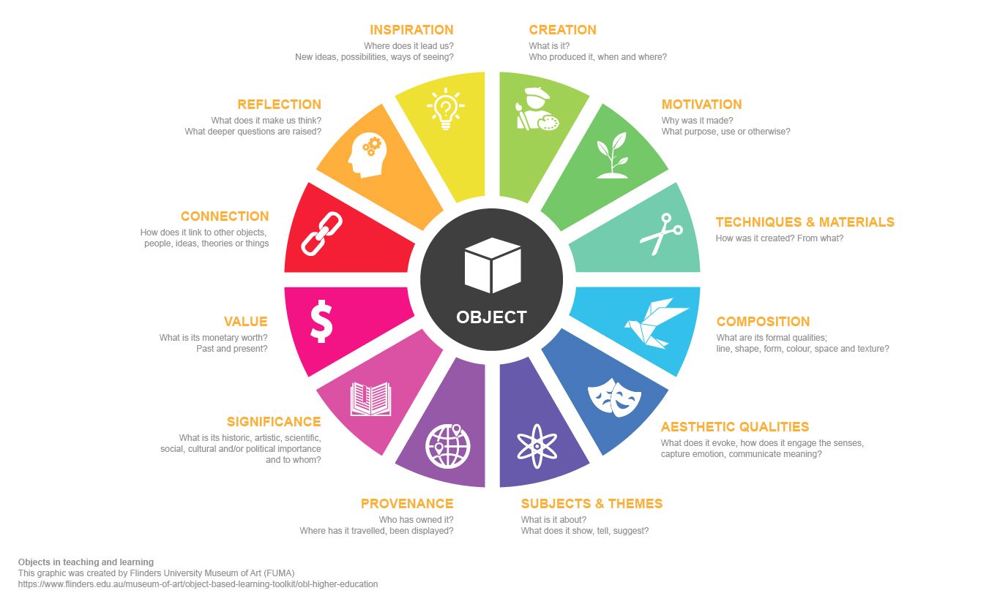 INSPIRATION
Where does it lead us?
New ideas, possibilities, ways of seeing?
CREATION
What is it?
Who produced it, when and where?
REFLECTION
What does it make us think?
What deeper questions are raised?
MOTIVATION
Why was it made?
What purpose, use or otherwise?
CONNECTION
How does it link to other objects,
people, ideas, theories or things
TECHNIQUES & MATERIALS
How was it created? From what?
OBJECT
VALUE
What is its monetary worth?
Past and present?
COMPOSITION
What are its formal qualities;
line, shape, form, colour, space and texture?
SIGNIFICANCE
What is its historic, artistic, scientific,
social, cultural and/or political importance
and to whom?
AESTHETIC QUALITIES
What does it evoke, how does it engage the senses,
capture emotion, communicate meaning?
PROVENANCE
Who has owned it?
Where has it travelled, been displayed?
SUBJECTS & THEMES
What is it about?
What does it show, tell, suggest?
Objects in teaching and learning
This graphic was created by Flinders University Museum of Art (FUMA)
https://www.flinders.edu.au/museum-of-art/object-based-learning-toolkit/obl-higher-education